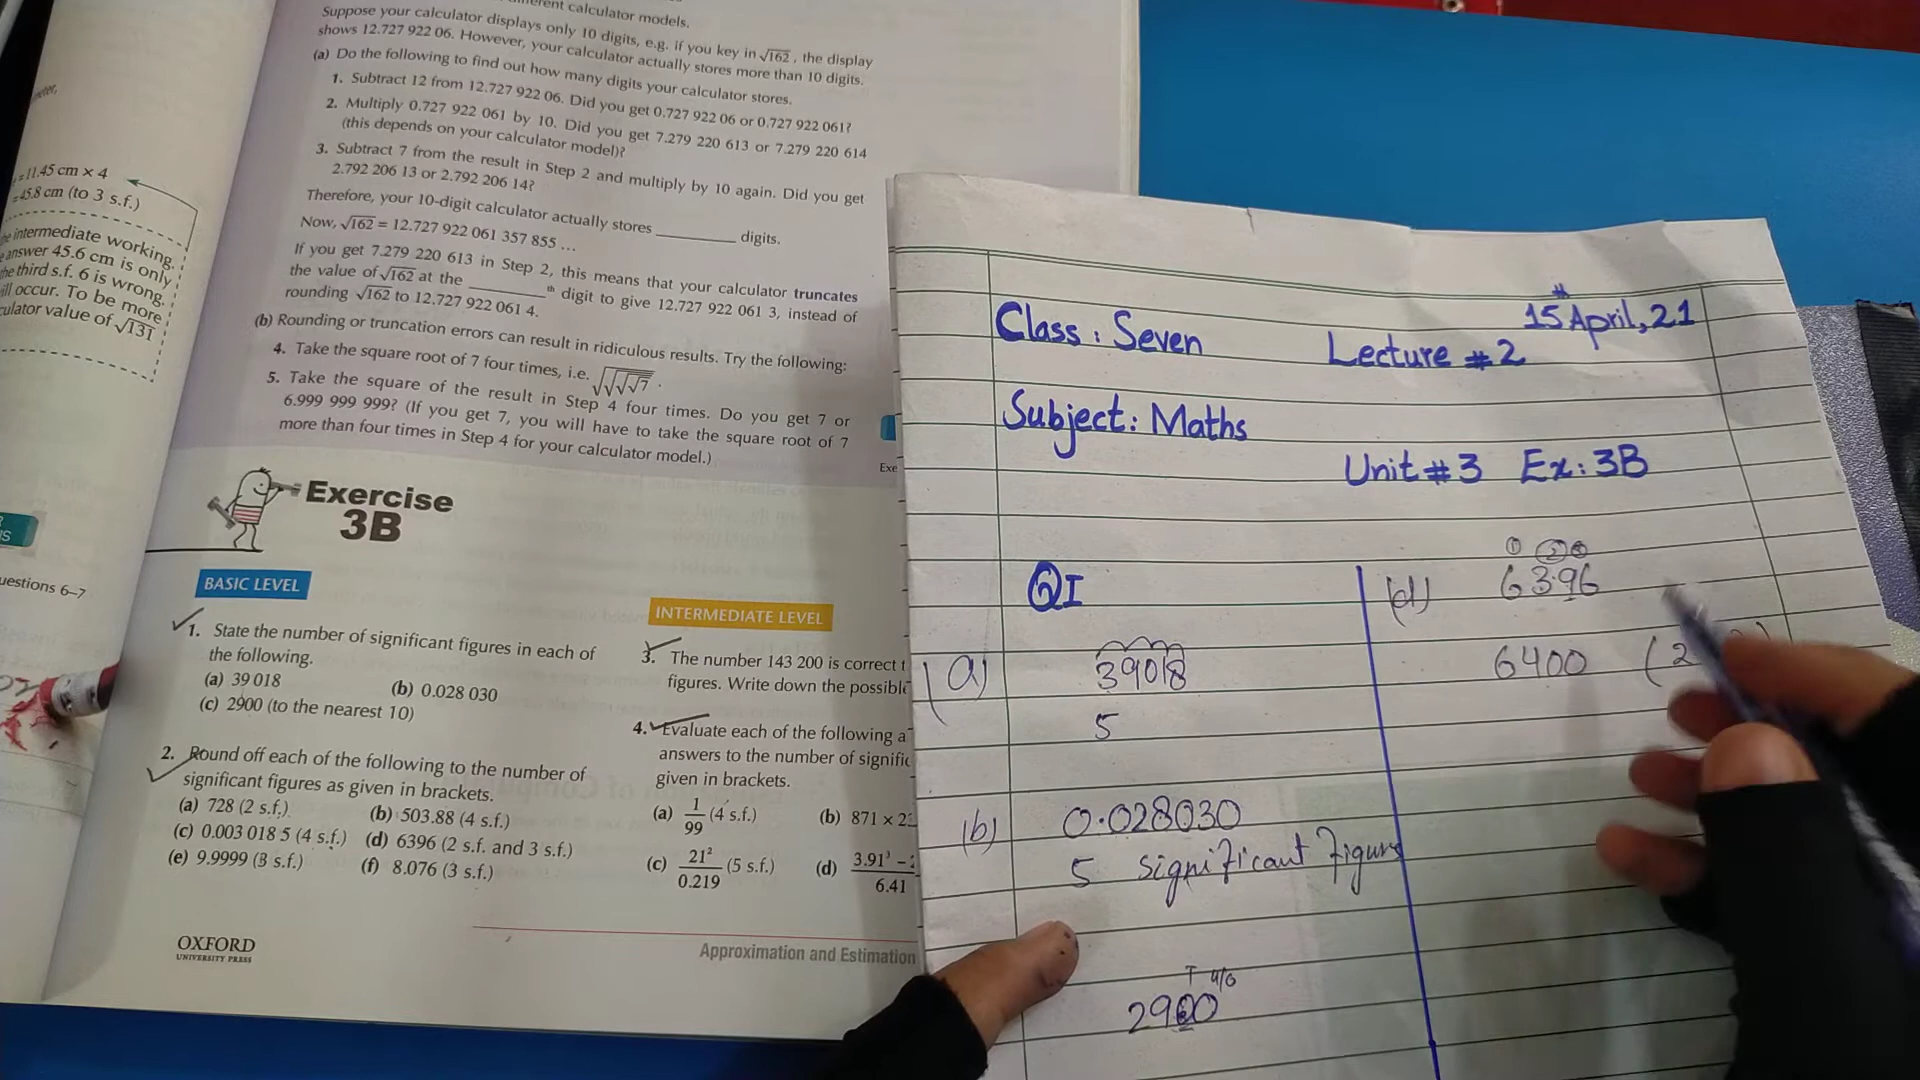 different calculator models.
Suppose your calculator displays only 10 digits, e.g. if you key in √162, the display
shows 12.727 922 06. However, your calculator actually stores more than 10 digits.
(a) Do the following to find out how many digits your calculator stores.
1. Subtract 12 from 12.727 922 06. Did you get 0.727 922 06 or 0.727 922 061?
2. Multiply 0.727 922 061 by 10. Did you get 7.279 220 613 or 7.279 220 614
(this depends on your calculator model)?
3. Subtract 7 from the result in Step 2 and multiply by 10 again. Did you get
2.792 206 13 or 2.792 206 14?
Therefore, your 10-digit calculator actually stores ________ digits.
Now, √162 = 12.727 922 061 357 855 ...
If you get 7.279 220 613 in Step 2, this means that your calculator truncates
the value of √162 at the ________th digit to give 12.727 922 061 3, instead of
rounding √162 to 12.727 922 061 4.
(b) Rounding or truncation errors can result in ridiculous results. Try the following:
4. Take the square root of 7 four times, i.e. √√√√7 .
5. Take the square of the result in Step 4 four times. Do you get 7 or
6.999 999 999? (If you get 7, you will have to take the square root of 7
more than four times in Step 4 for your calculator model.)
= 11.45 cm × 4
= 45.8 cm (to 3 s.f.)
intermediate working.
answer 45.6 cm is only
the third s.f. 6 is wrong.
ill occur. To be more
value of √131
6–7
Exercise
3B
BASIC LEVEL
1. State the number of significant figures in each of
the following.
(a) 39 018
(b) 0.028 030
(c) 2900 (to the nearest 10)
2. Round off each of the following to the number of
significant figures as given in brackets.
(a) 728 (2 s.f.)
(b) 503.88 (4 s.f.)
(c) 0.003 018 5 (4 s.f.)
(d) 6396 (2 s.f. and 3 s.f.)
(e) 9.9999 (3 s.f.)
(f) 8.076 (3 s.f.)
INTERMEDIATE LEVEL
3. The number 143 200 is correct t
figures. Write down the possible
4. Evaluate each of the following a
answers to the number of signific
given in brackets.
(a) 1/99 (4 s.f.)
(b) 871 × 2
(c) 21²/0.219 (5 s.f.)
(d) 3.91³ –/6.41
OXFORD
UNIVERSITY PRESS
Approximation and Estimation
Exe
15th April, 21
Class : Seven
Lecture # 2
Subject: Maths
Unit # 3 Ex: 3B
QI
(a) 39018
5
(b) 0.028030
5 significant figure
T
2900
(d)
6396
6400 (2